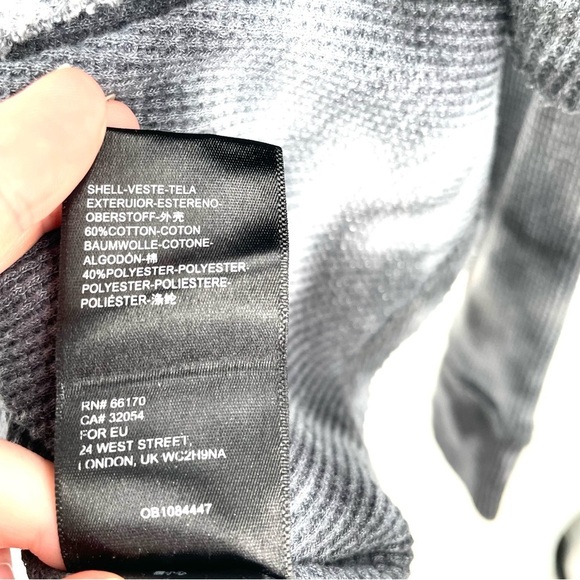 SHELL-VESTE-TELA
EXTERUIOR-ESTERENO-
OBERSTOFF-外壳
60%COTTON-COTON
BAUMWOLLE-COTONE-
ALGODÓN-棉
40%POLYESTER-POLYESTER-
POLYESTER-POLIESTERE-
POLIÉSTER-涤纶
RN# 66170
CA# 32054
FOR EU
24 WEST STREET,
LONDON, UK WC2H9NA
OB1084447